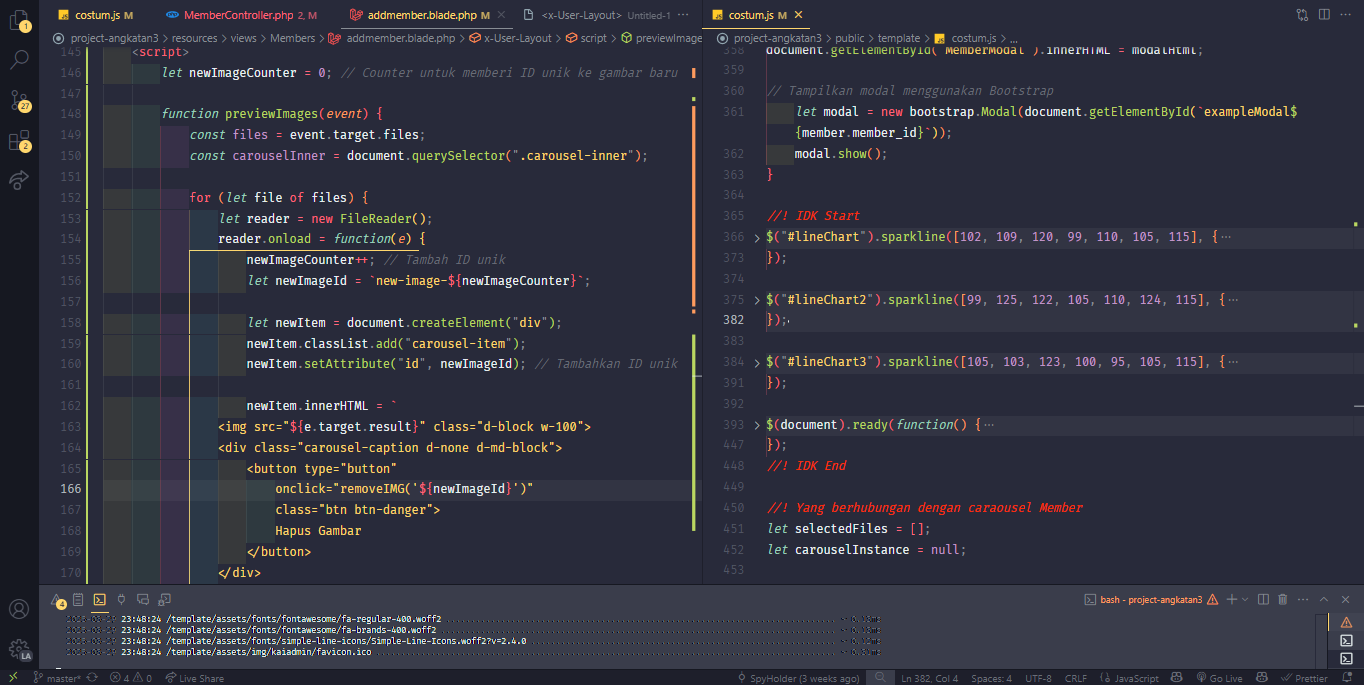 costum.js M
MemberController.php 2, M
addmember.blade.php M
<x-User-Layout> Untitled-1
project-angkatan3 > resources > views > Members > addmember.blade.php > x-User-Layout > script > previewImage
145 <script>
146 let newImageCounter = 0; // Counter untuk memberi ID unik ke gambar baru
147
148 function previewImages(event) {
149 const files = event.target.files;
150 const carouselInner = document.querySelector(".carousel-inner");
151
152 for (let file of files) {
153 let reader = new FileReader();
154 reader.onload = function(e) {
155 newImageCounter++; // Tambah ID unik
156 let newImageId = `new-image-${newImageCounter}`;
157
158 let newItem = document.createElement("div");
159 newItem.classList.add("carousel-item");
160 newItem.setAttribute("id", newImageId); // Tambahkan ID unik
161
162 newItem.innerHTML = `
163 <img src="${e.target.result}" class="d-block w-100">
164 <div class="carousel-caption d-none d-md-block">
165 <button type="button"
166 onclick="removeIMG('${newImageId}')"
167 class="btn btn-danger">
168 Hapus Gambar
169 </button>
170 </div>
costum.js M
project-angkatan3 > public > template > costum.js > ...
358 document.getElementById("MemberModal").innerHTML = modalHtml;
359
360 // Tampilkan modal menggunakan Bootstrap
361 let modal = new bootstrap.Modal(document.getElementById(`exampleModal$
{member.member_id}`));
362 modal.show();
363 }
364
365 //! IDK Start
366 $("#lineChart").sparkline([102, 109, 120, 99, 110, 105, 115], {…
373 });
374
375 $("#lineChart2").sparkline([99, 125, 122, 105, 110, 124, 115], {…
382 });
383
384 $("#lineChart3").sparkline([105, 103, 123, 100, 95, 105, 115], {…
391 });
392
393 $(document).ready(function() {…
447 });
448 //! IDK End
449
450 //! Yang berhubungan dengan caraousel Member
451 let selectedFiles = [];
452 let carouselInstance = null;
453
1
27
2
4
bash - project-angkatan3
23:48:24 /template/assets/fonts/fontawesome/fa-regular-400.woff2
23:48:24 /template/assets/fonts/fontawesome/fa-brands-400.woff2
23:48:24 /template/assets/fonts/simple-line-icons/Simple-Line-Icons.woff2?v=2.4.0
23:48:24 /template/assets/img/kaiadmin/favicon.ico
LA
master* 4 0 Live Share
SpyHolder (3 weeks ago) Ln 382, Col 4 Spaces: 4 UTF-8 CRLF JavaScript Go Live Prettier